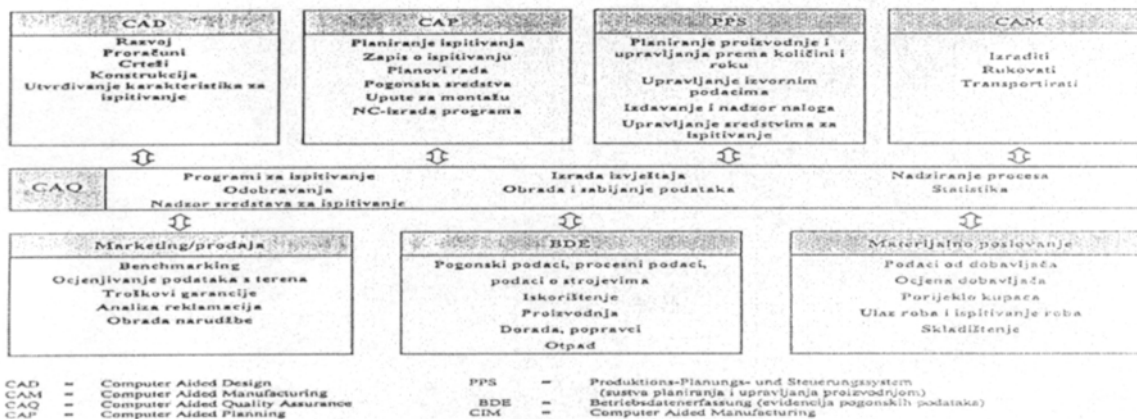 CAD
Razvoj
Proračuni
Crteži
Konstrukcija
Utvrđivanje karakteristika za
ispitivanje
CAP
Planiranje ispitivanja
Zapis o ispitivanju
Planovi rada
Pogonska sredstva
Upute za montažu
NC-izrada programa
PPS
Planiranje proizvodnje i
upravljanja prema količini i
roku
Upravljanje izvornim
podacima
Izdavanje i nadzor naloga
Upravljanje sredstvima za
ispitivanje
CAM
Izraditi
Rukovati
Transportirati
CAQ
Programi za ispitivanje
Odobravanja
Nadzor sredstava za ispitivanje
Izrada izvještaja
Obrada i sabijanje podataka
Nadziranje procesa
Statistika
Marketing/prodaja
Benchmarking
Ocjenjivanje podataka s terena
Troškovi garancije
Analiza reklamacija
Obrada narudžbe
BDE
Pogonski podaci, procesni podaci,
podaci o strojevima
Iskorištenje
Proizvodnja
Dorada, popravci
Otpad
Materijalno poslovanje
Podaci od dobavljača
Ocjena dobavljača
Porijeklo kupaca
Ulaz roba i ispitivanje roba
Skladištenje
CAD = Computer Aided Design
CAM = Computer Aided Manufacturing
CAQ = Computer Aided Quality Assurance
CAP = Computer Aided Planning
PPS = Produktions-Planungs- und Steuerungssystem
(sustva planiranja i upravljanja proizvodnjom)
BDE = Betriebsdatenerfassung (evidencija pogonskih podataka)
CIM = Computer Aided Manufacturing